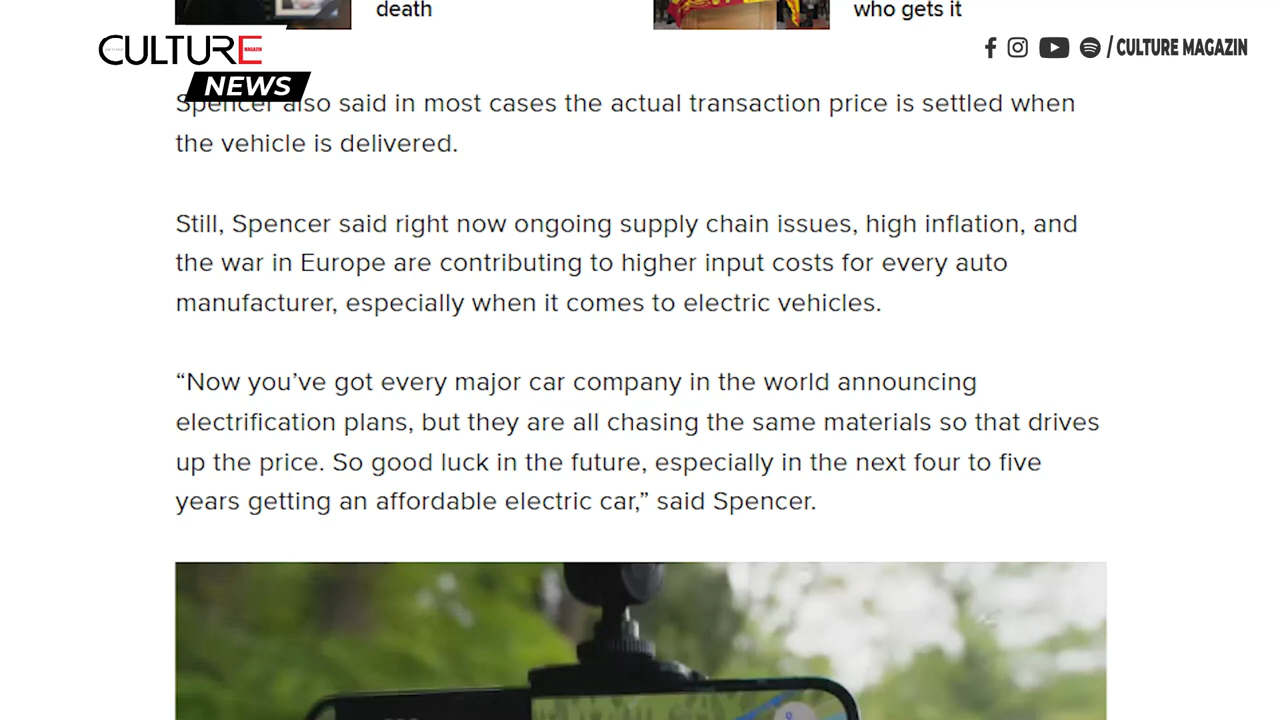 death
who gets it
CULTURE
MAGAZIN
NEWS
/ CULTURE MAGAZIN
Spencer also said in most cases the actual transaction price is settled when
the vehicle is delivered.
Still, Spencer said right now ongoing supply chain issues, high inflation, and
the war in Europe are contributing to higher input costs for every auto
manufacturer, especially when it comes to electric vehicles.
“Now you’ve got every major car company in the world announcing
electrification plans, but they are all chasing the same materials so that drives
up the price. So good luck in the future, especially in the next four to five
years getting an affordable electric car,” said Spencer.